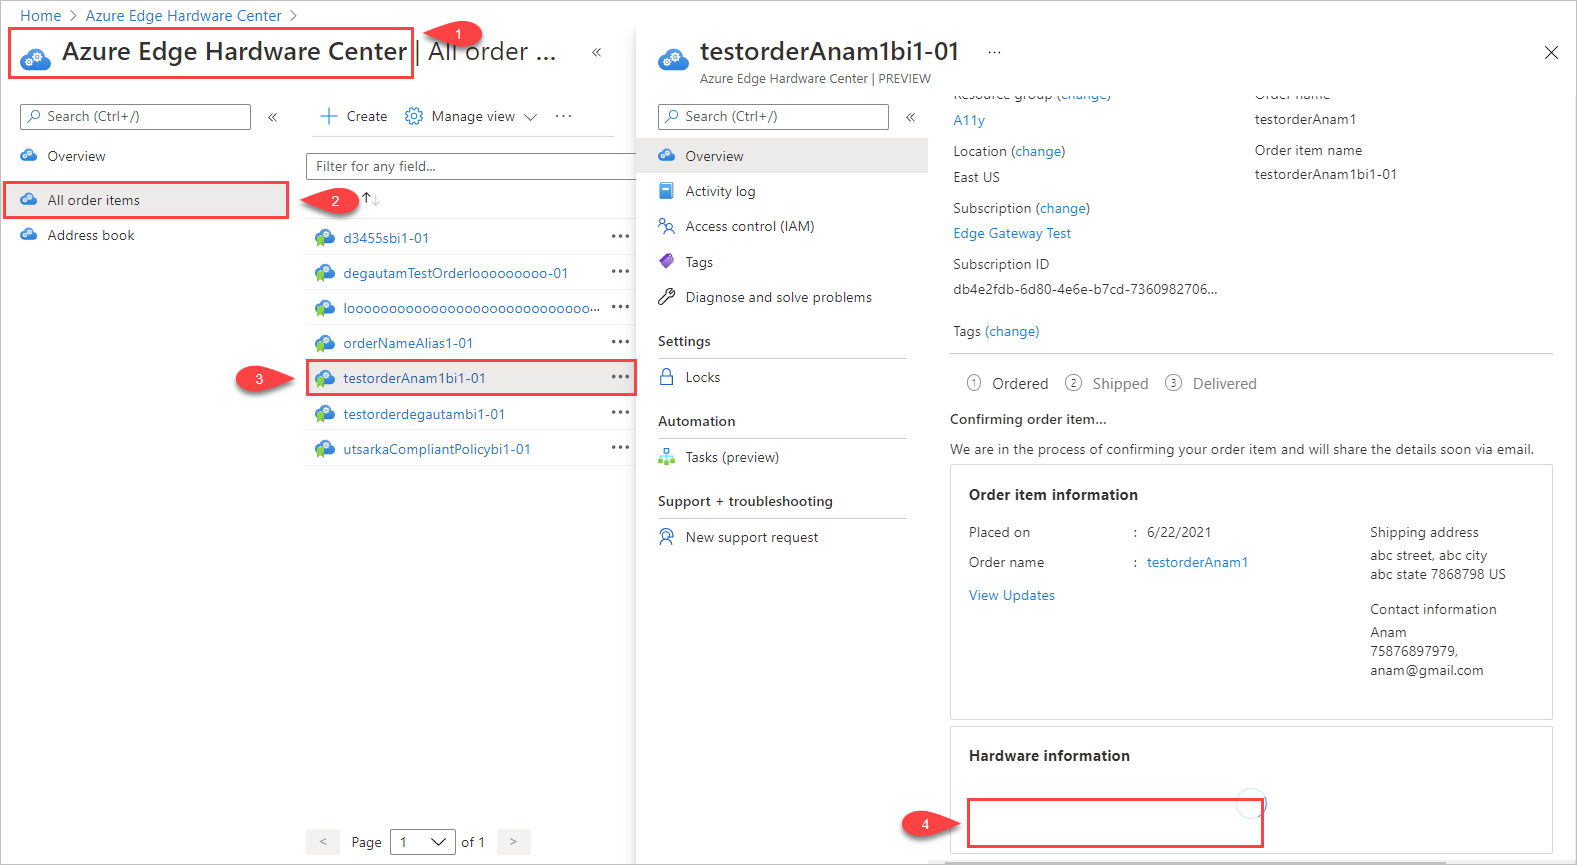 Home > Azure Edge Hardware Center >
Azure Edge Hardware Center | All order ...
1
«
Search (Ctrl+/)
«
Overview
All order items
Address book
2
Create
Manage view
...
Filter for any field...
↑↓
d3455sbi1-01 •••
degautamTestOrderlooooooooo-01 •••
•••
orderNameAlias1-01 •••
3
testorderAnam1bi1-01 •••
testorderdegautambi1-01 •••
utsarkaCompliantPolicybi1-01 •••
< Page 1 of 1 >
testorderAnam1bi1-01 ...
Azure Edge Hardware Center | PREVIEW
Search (Ctrl+/)
«
Overview
Activity log
Access control (IAM)
Tags
Diagnose and solve problems
Settings
Locks
Automation
Tasks (preview)
Support + troubleshooting
New support request
Resource group (change)
A11y
Location (change)
East US
Subscription (change)
Edge Gateway Test
Subscription ID
db4e2fdb-6d80-4e6e-b7cd-7360982706...
Tags (change)
Order name
testorderAnam1
Order item name
testorderAnam1bi1-01
1 Ordered 2 Shipped 3 Delivered
Confirming order item...
We are in the process of confirming your order item and will share the details soon via email.
Order item information
Placed on : 6/22/2021
Order name : testorderAnam1
View Updates
Shipping address
abc street, abc city
abc state 7868798 US
Contact information
Anam
75876897979,
anam@gmail.com
Hardware information
4